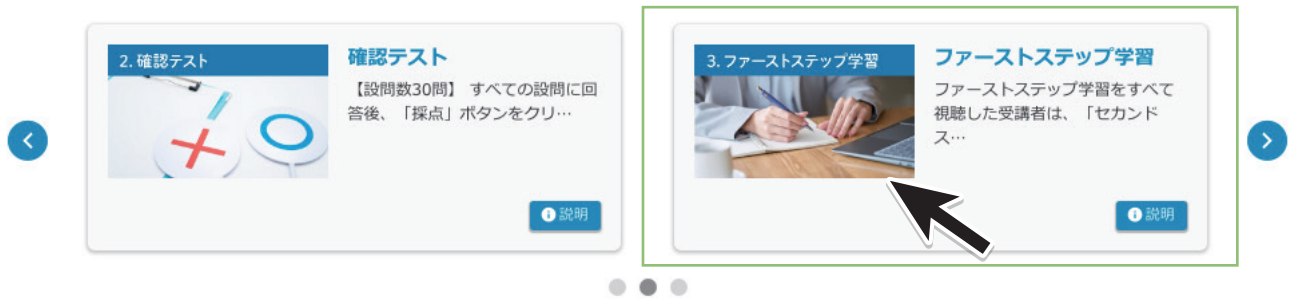 2. 確認テスト
確認テスト
【設問数30問】 すべての設問に回
答後、「採点」ボタンをクリ…
説明
3. ファーストステップ学習
ファーストステップ学習
ファーストステップ学習をすべて
視聴した受講者は、「セカンド
ス…
説明